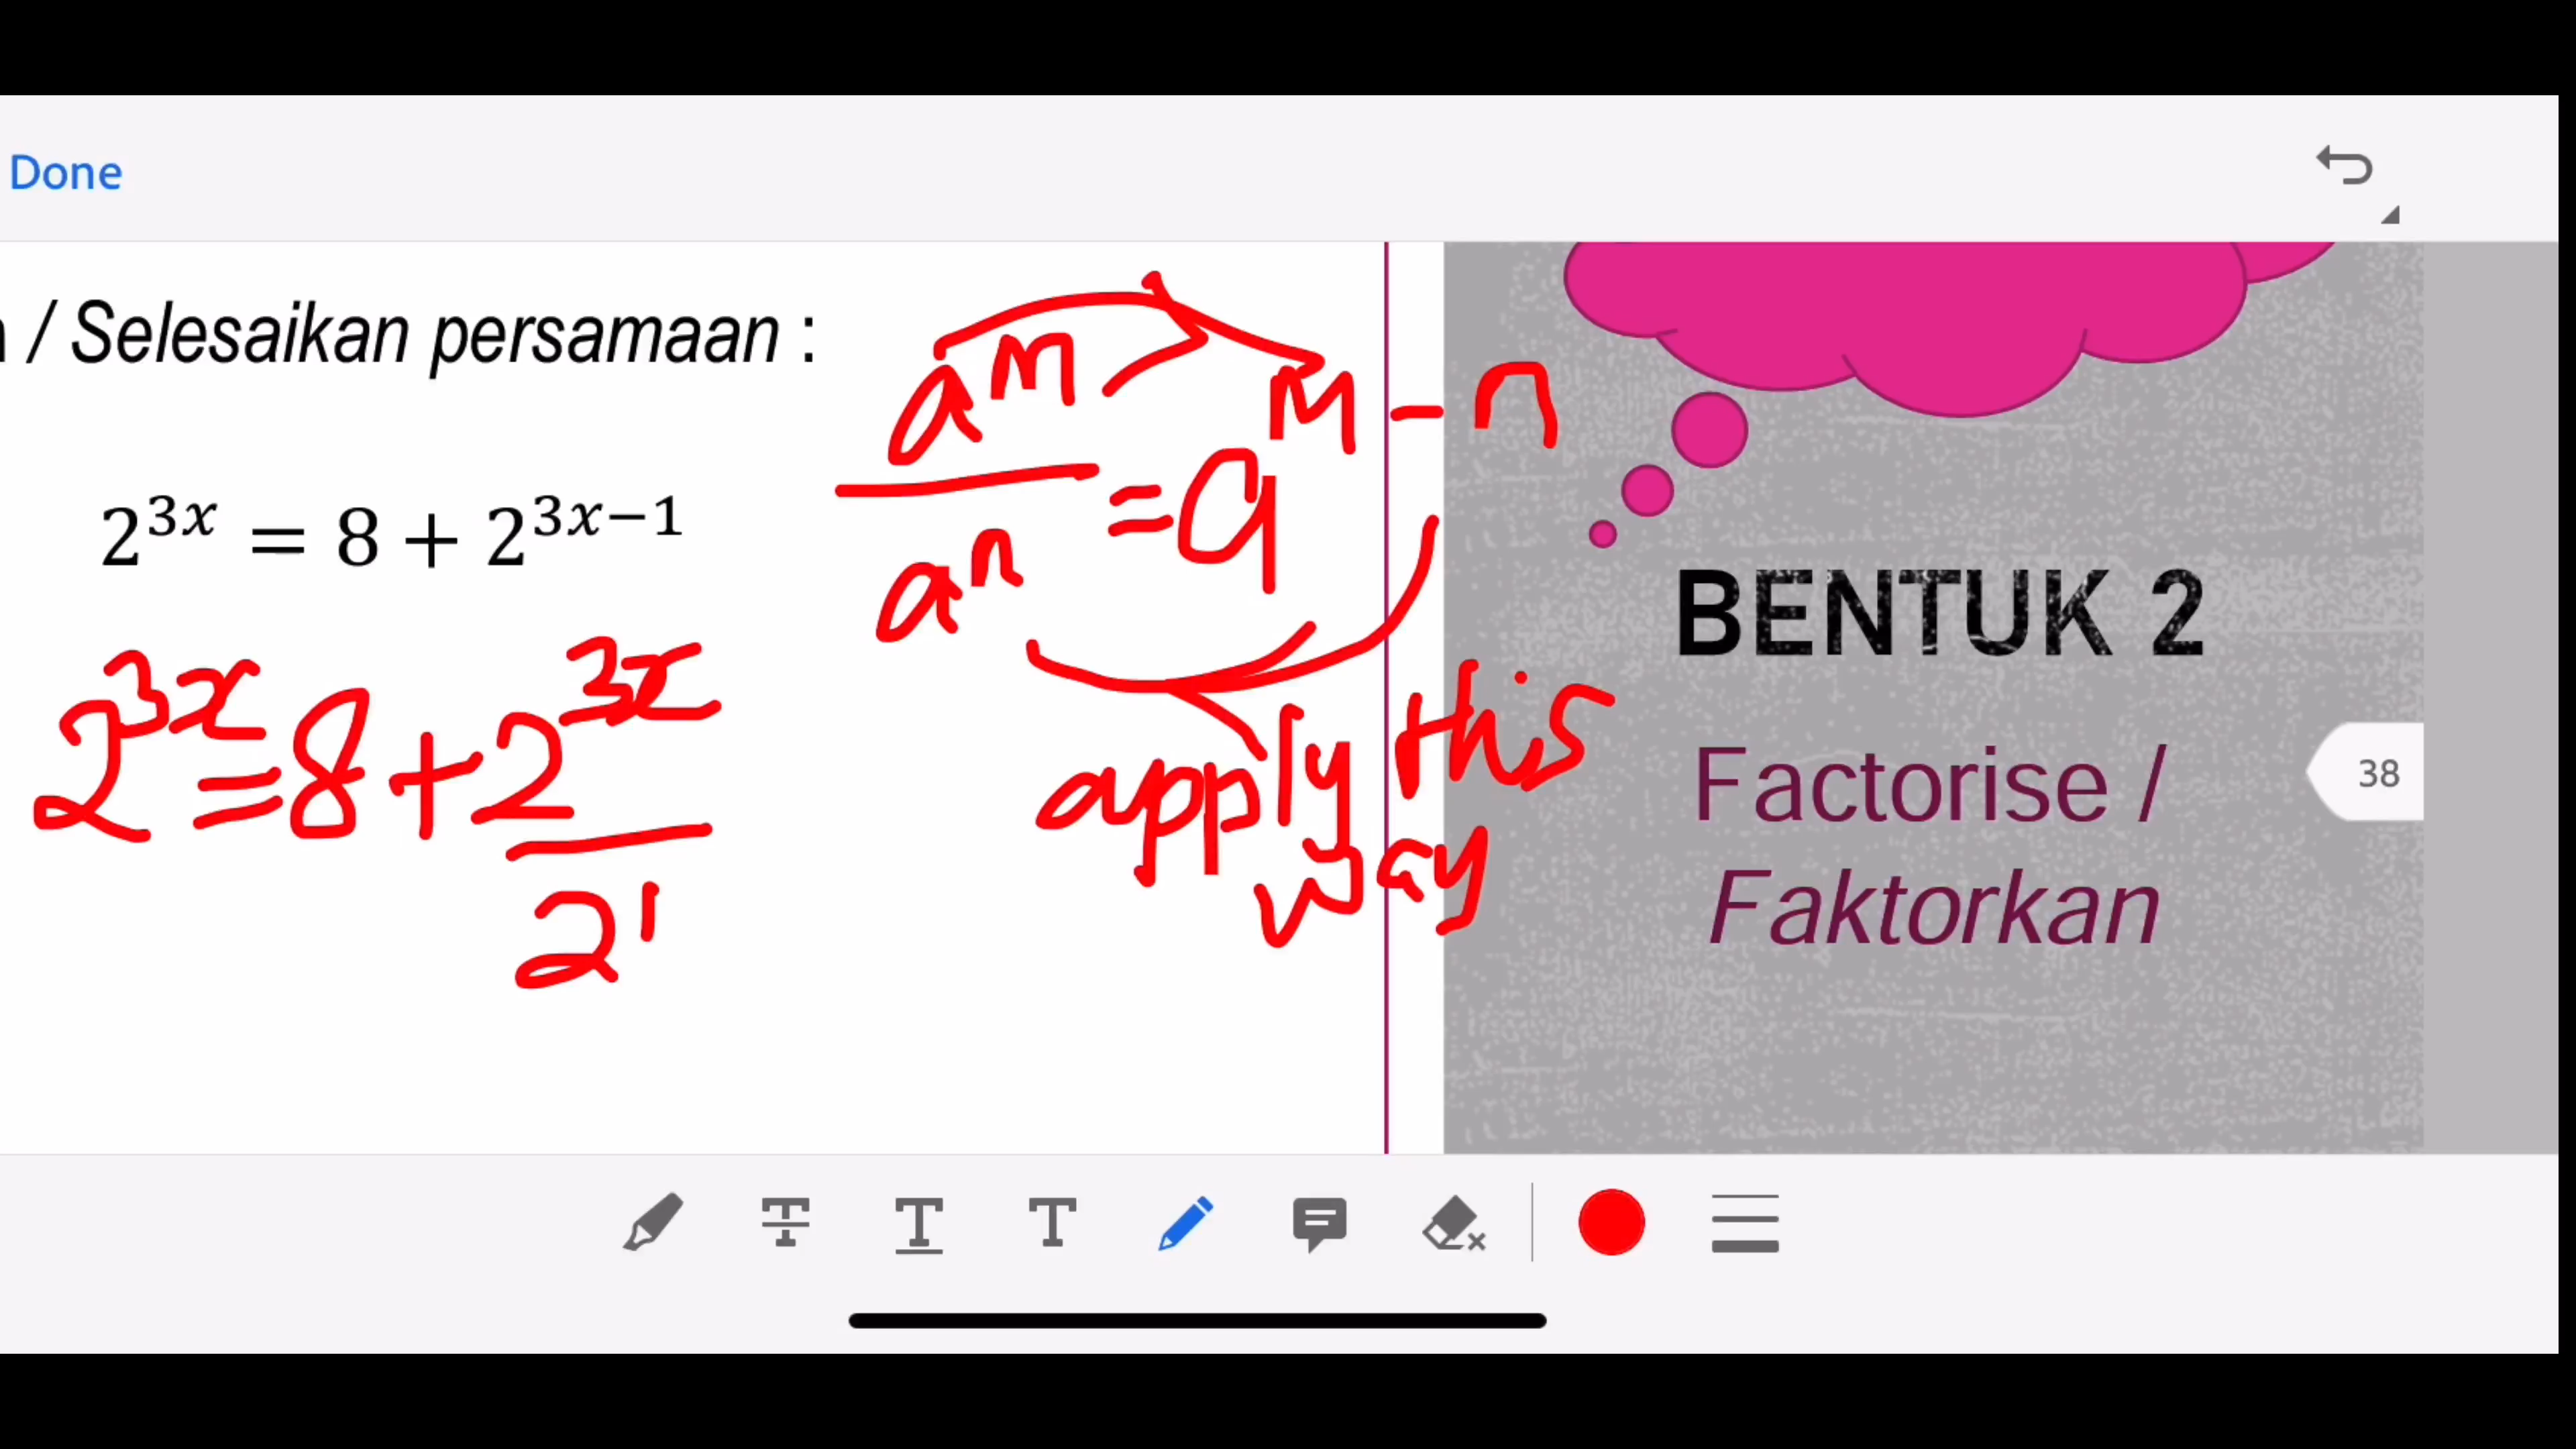 Done
/ Selesaikan persamaan :
2^{3x} = 8 + 2^{3x-1}
2^{3x} = 8 + 2^{3x} / 2^1
a^m / a^n = a^{m-n}
apply this
way
BENTUK 2
Factorise /
Faktorkan
38